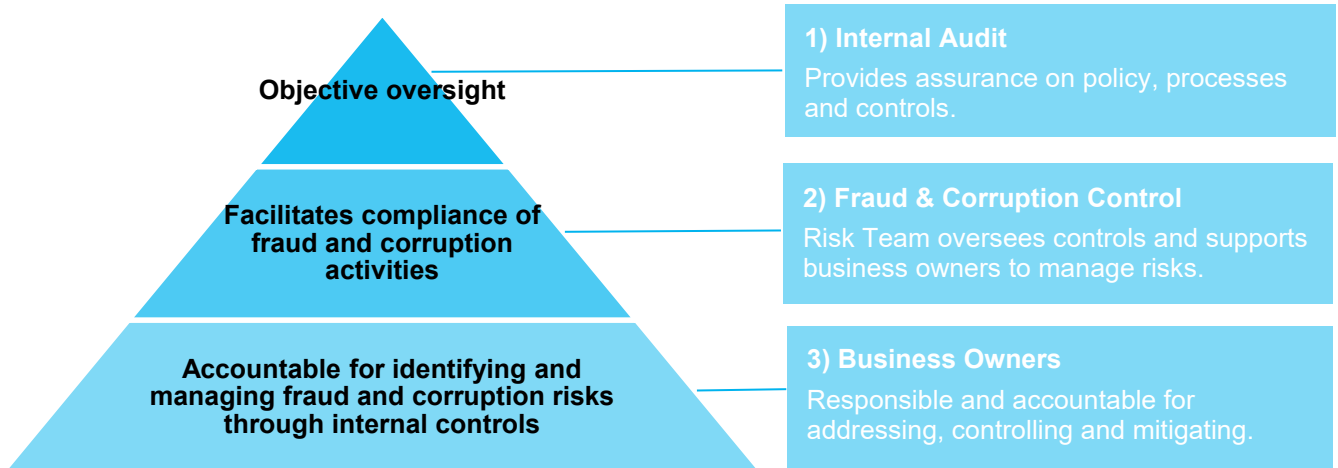 Objective oversight
1) Internal Audit
Provides assurance on policy, processes
and controls.
Facilitates compliance of
fraud and corruption
activities
2) Fraud & Corruption Control
Risk Team oversees controls and supports
business owners to manage risks.
Accountable for identifying and
managing fraud and corruption risks
through internal controls
3) Business Owners
Responsible and accountable for
addressing, controlling and mitigating.